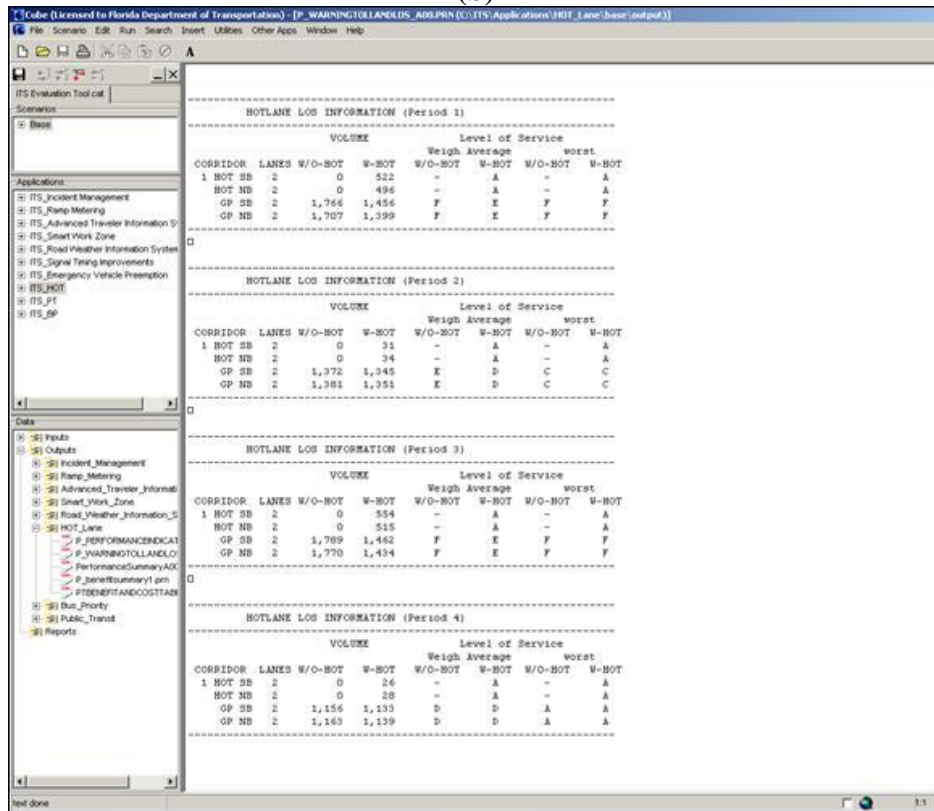 (b)
Cube (Licensed to Florida Department of Transportation) - [P_WARNINGTOLLANDLOS_A00.PRN (C:\ITS\Applications\HOT_Lane\base\output)]
File Scenario Edit Run Search Insert Utilities Other Apps Window Help
A
ITS Evaluation Tool.cat
Scenarios
Base
Applications
ITS_Incident Management
ITS_Ramp Metering
ITS_Advanced Traveler Information S
ITS_Smart Work Zone
ITS_Road Weather Information System
ITS_Signal Timing Improvements
ITS_Emergency Vehicle Preemption
ITS_HOT
ITS_PT
ITS_BP
Data
Inputs
Outputs
Incident_Management
Ramp_Metering
Advanced_Traveler_Informati
Smart_Work_Zone
Road_Weather_Information_S
HOT_Lane
P_PERFORMANCEINDICAT
P_WARNINGTOLLANDLO
PerformanceSummaryA00
P_benefitsummary1.prn
PTBENEFITANDCOSTTABl
Bus_Priority
Public_Transit
Reports
HOTLANE LOS INFORMATION (Period 1)
VOLUME Level of Service
Weigh Average worst
CORRIDOR LANES W/O-HOT W-HOT W/O-HOT W-HOT W/O-HOT W-HOT
1 HOT SB 2 0 522 - A - A
HOT NB 2 0 496 - A - A
GP SB 2 1,766 1,456 F E F F
GP NB 2 1,707 1,399 F E F F
HOTLANE LOS INFORMATION (Period 2)
VOLUME Level of Service
Weigh Average worst
CORRIDOR LANES W/O-HOT W-HOT W/O-HOT W-HOT W/O-HOT W-HOT
1 HOT SB 2 0 31 - A - A
HOT NB 2 0 34 - A - A
GP SB 2 1,372 1,345 E D C C
GP NB 2 1,381 1,351 E D C C
HOTLANE LOS INFORMATION (Period 3)
VOLUME Level of Service
Weigh Average worst
CORRIDOR LANES W/O-HOT W-HOT W/O-HOT W-HOT W/O-HOT W-HOT
1 HOT SB 2 0 554 - A - A
HOT NB 2 0 515 - A - A
GP SB 2 1,789 1,462 F E F F
GP NB 2 1,770 1,434 F E F F
HOTLANE LOS INFORMATION (Period 4)
VOLUME Level of Service
Weigh Average worst
CORRIDOR LANES W/O-HOT W-HOT W/O-HOT W-HOT W/O-HOT W-HOT
1 HOT SB 2 0 26 - A - A
HOT NB 2 0 28 - A - A
GP SB 2 1,156 1,133 D D A A
GP NB 2 1,163 1,139 D D A A
text done
1:1